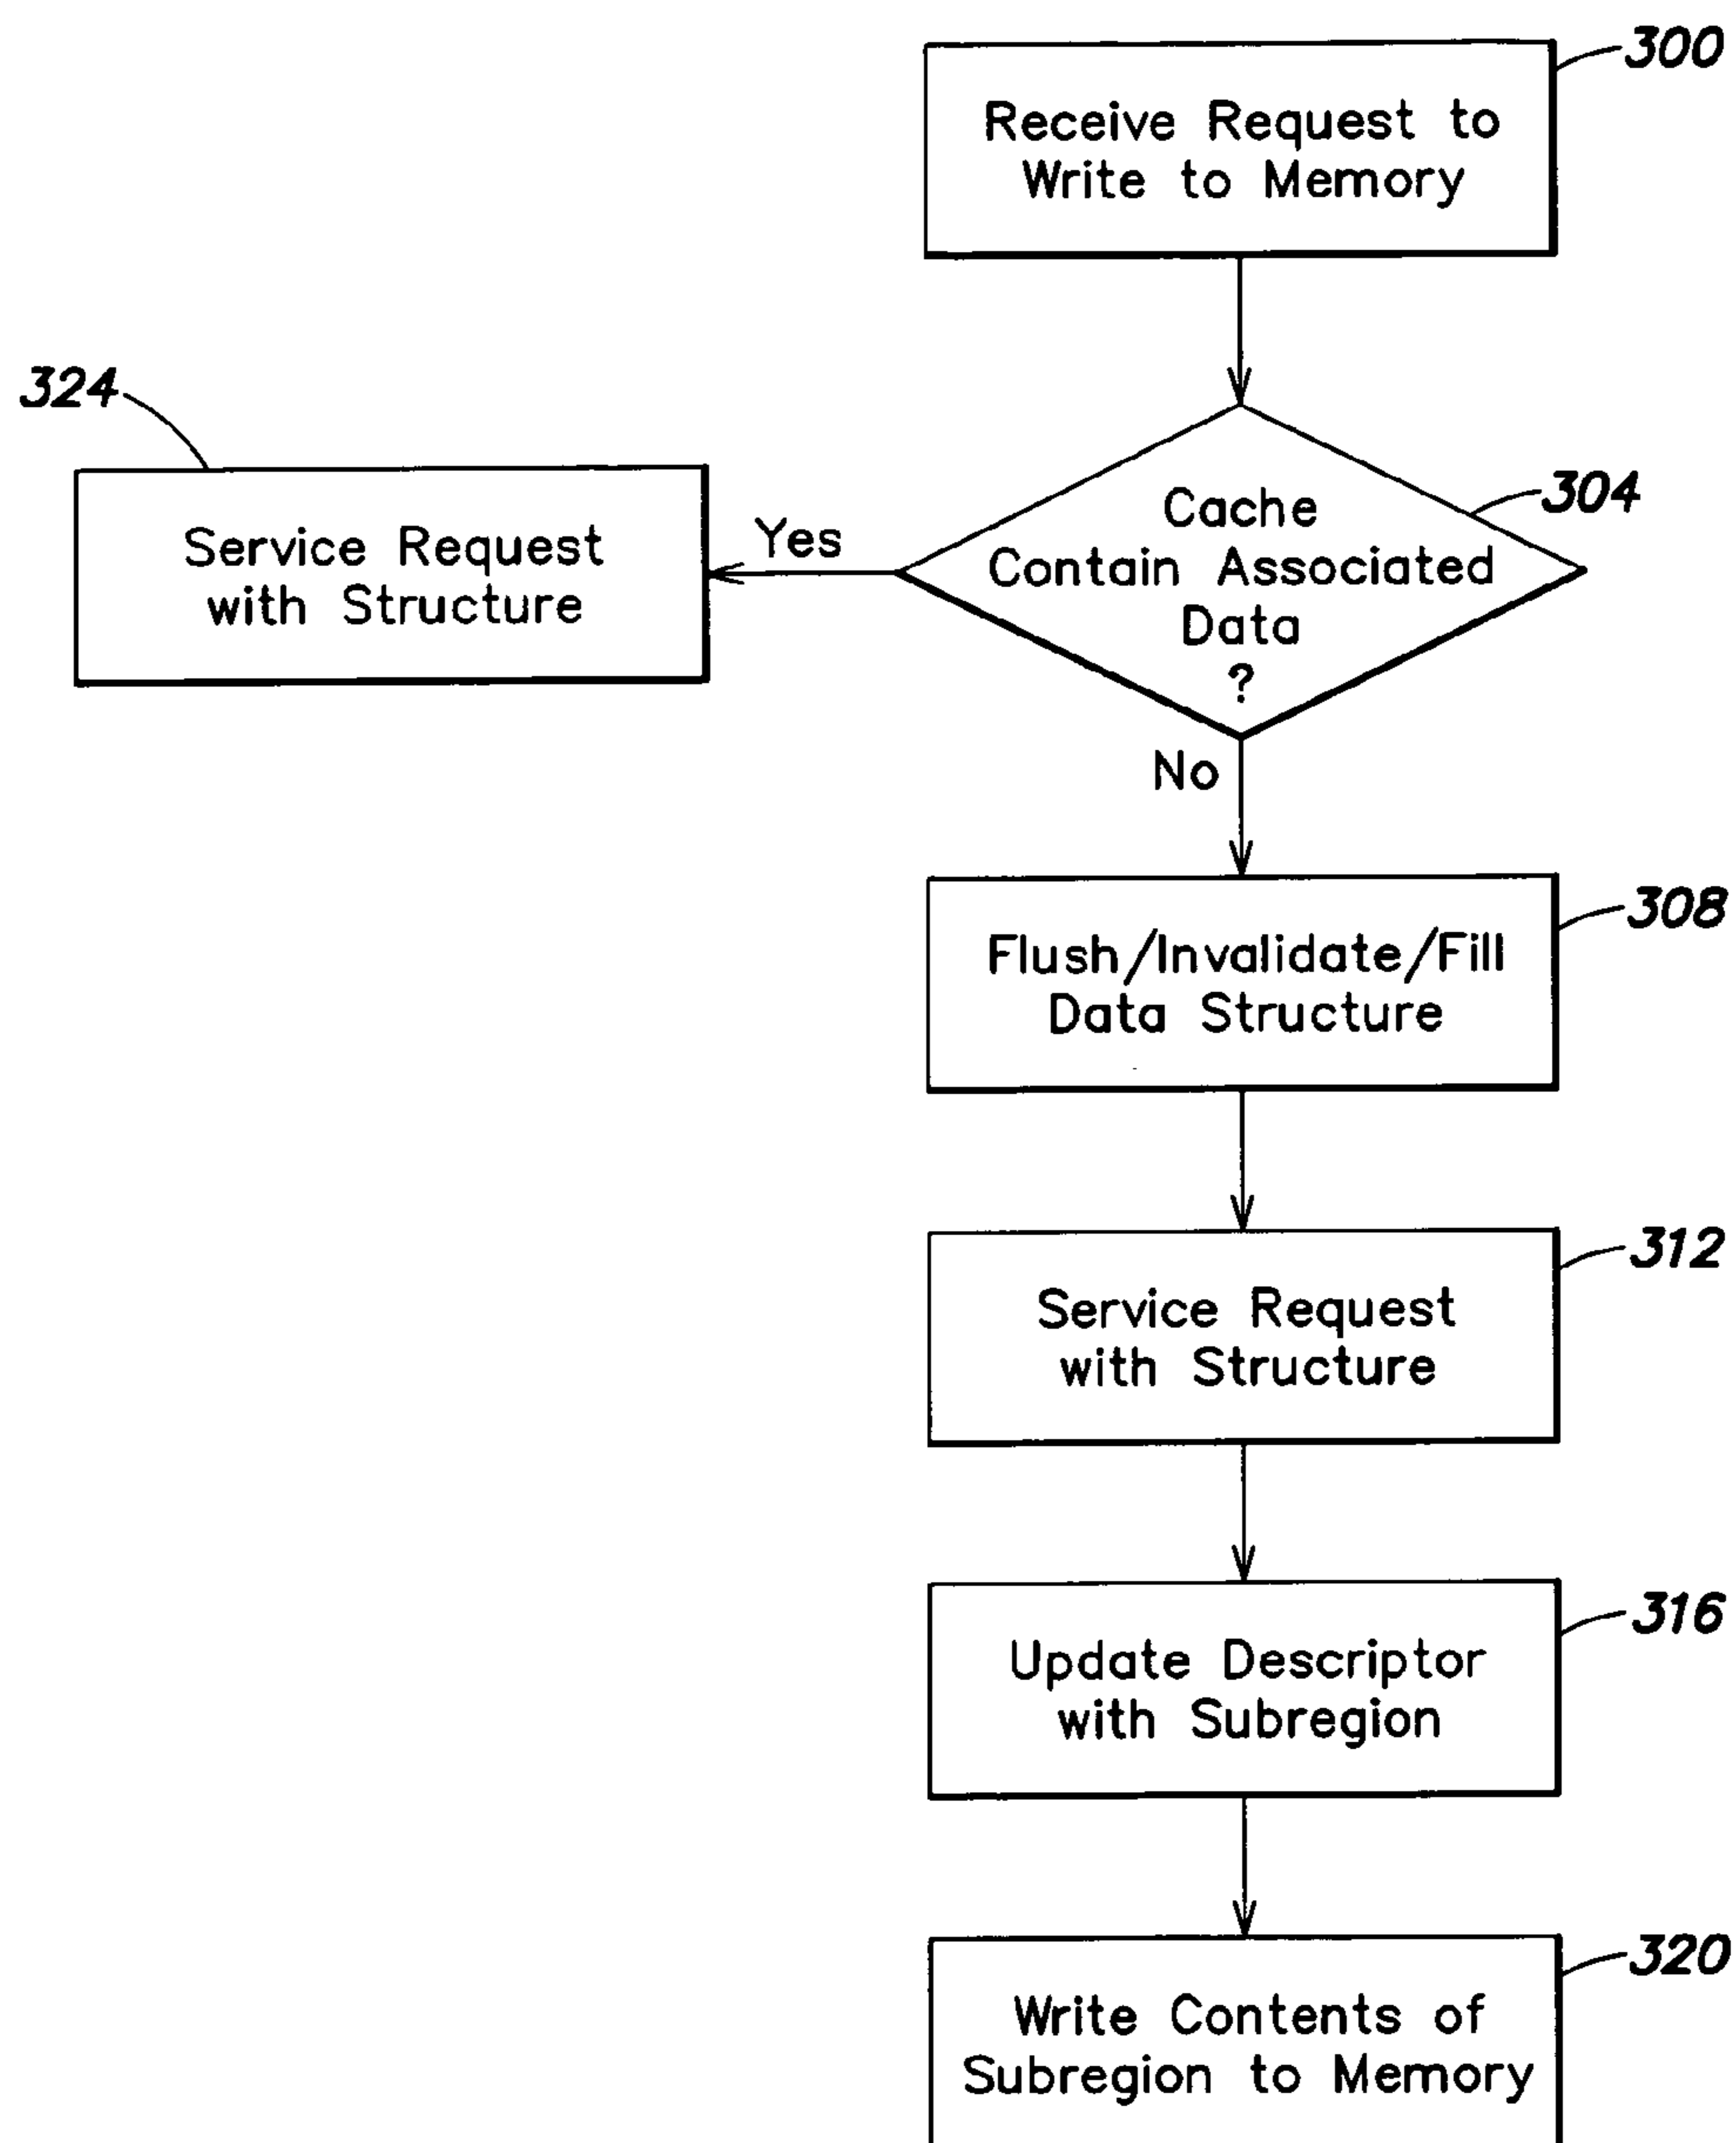 300
Receive Request to
Write to Memory
324
304
Cache
Contain Associated
Data
?
Yes
Service Request
with Structure
No
308
Flush/Invalidate/Fill
Data Structure
312
Service Request
with Structure
316
Update Descriptor
with Subregion
320
Write Contents of
Subregion to Memory